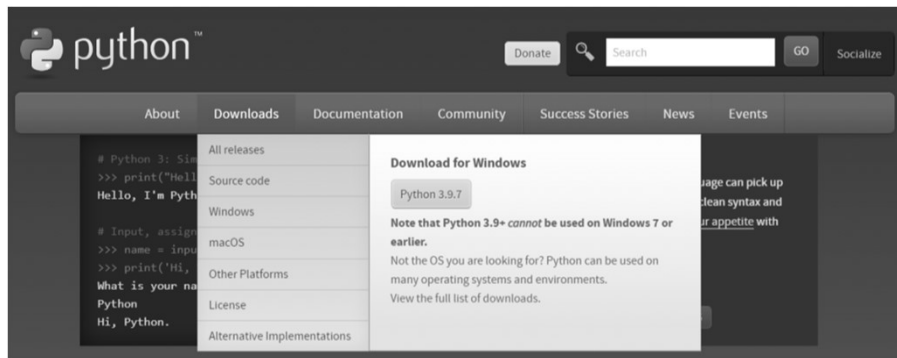 python™
Donate
Search
GO
Socialize
About
Downloads
Documentation
Community
Success Stories
News
Events
# Python 3: Sim
>>> print("Hell
Hello, I'm Pyth
# Input, assign
>>> name = inpu
>>> print('Hi,
What is your na
Python
Hi, Python.
All releases
Source code
Windows
macOS
Other Platforms
License
Alternative Implementations
Download for Windows
Python 3.9.7
Note that Python 3.9+ cannot be used on Windows 7 or
earlier.
Not the OS you are looking for? Python can be used on
many operating systems and environments.
View the full list of downloads.
uage can pick up
clean syntax and
ur appetite with